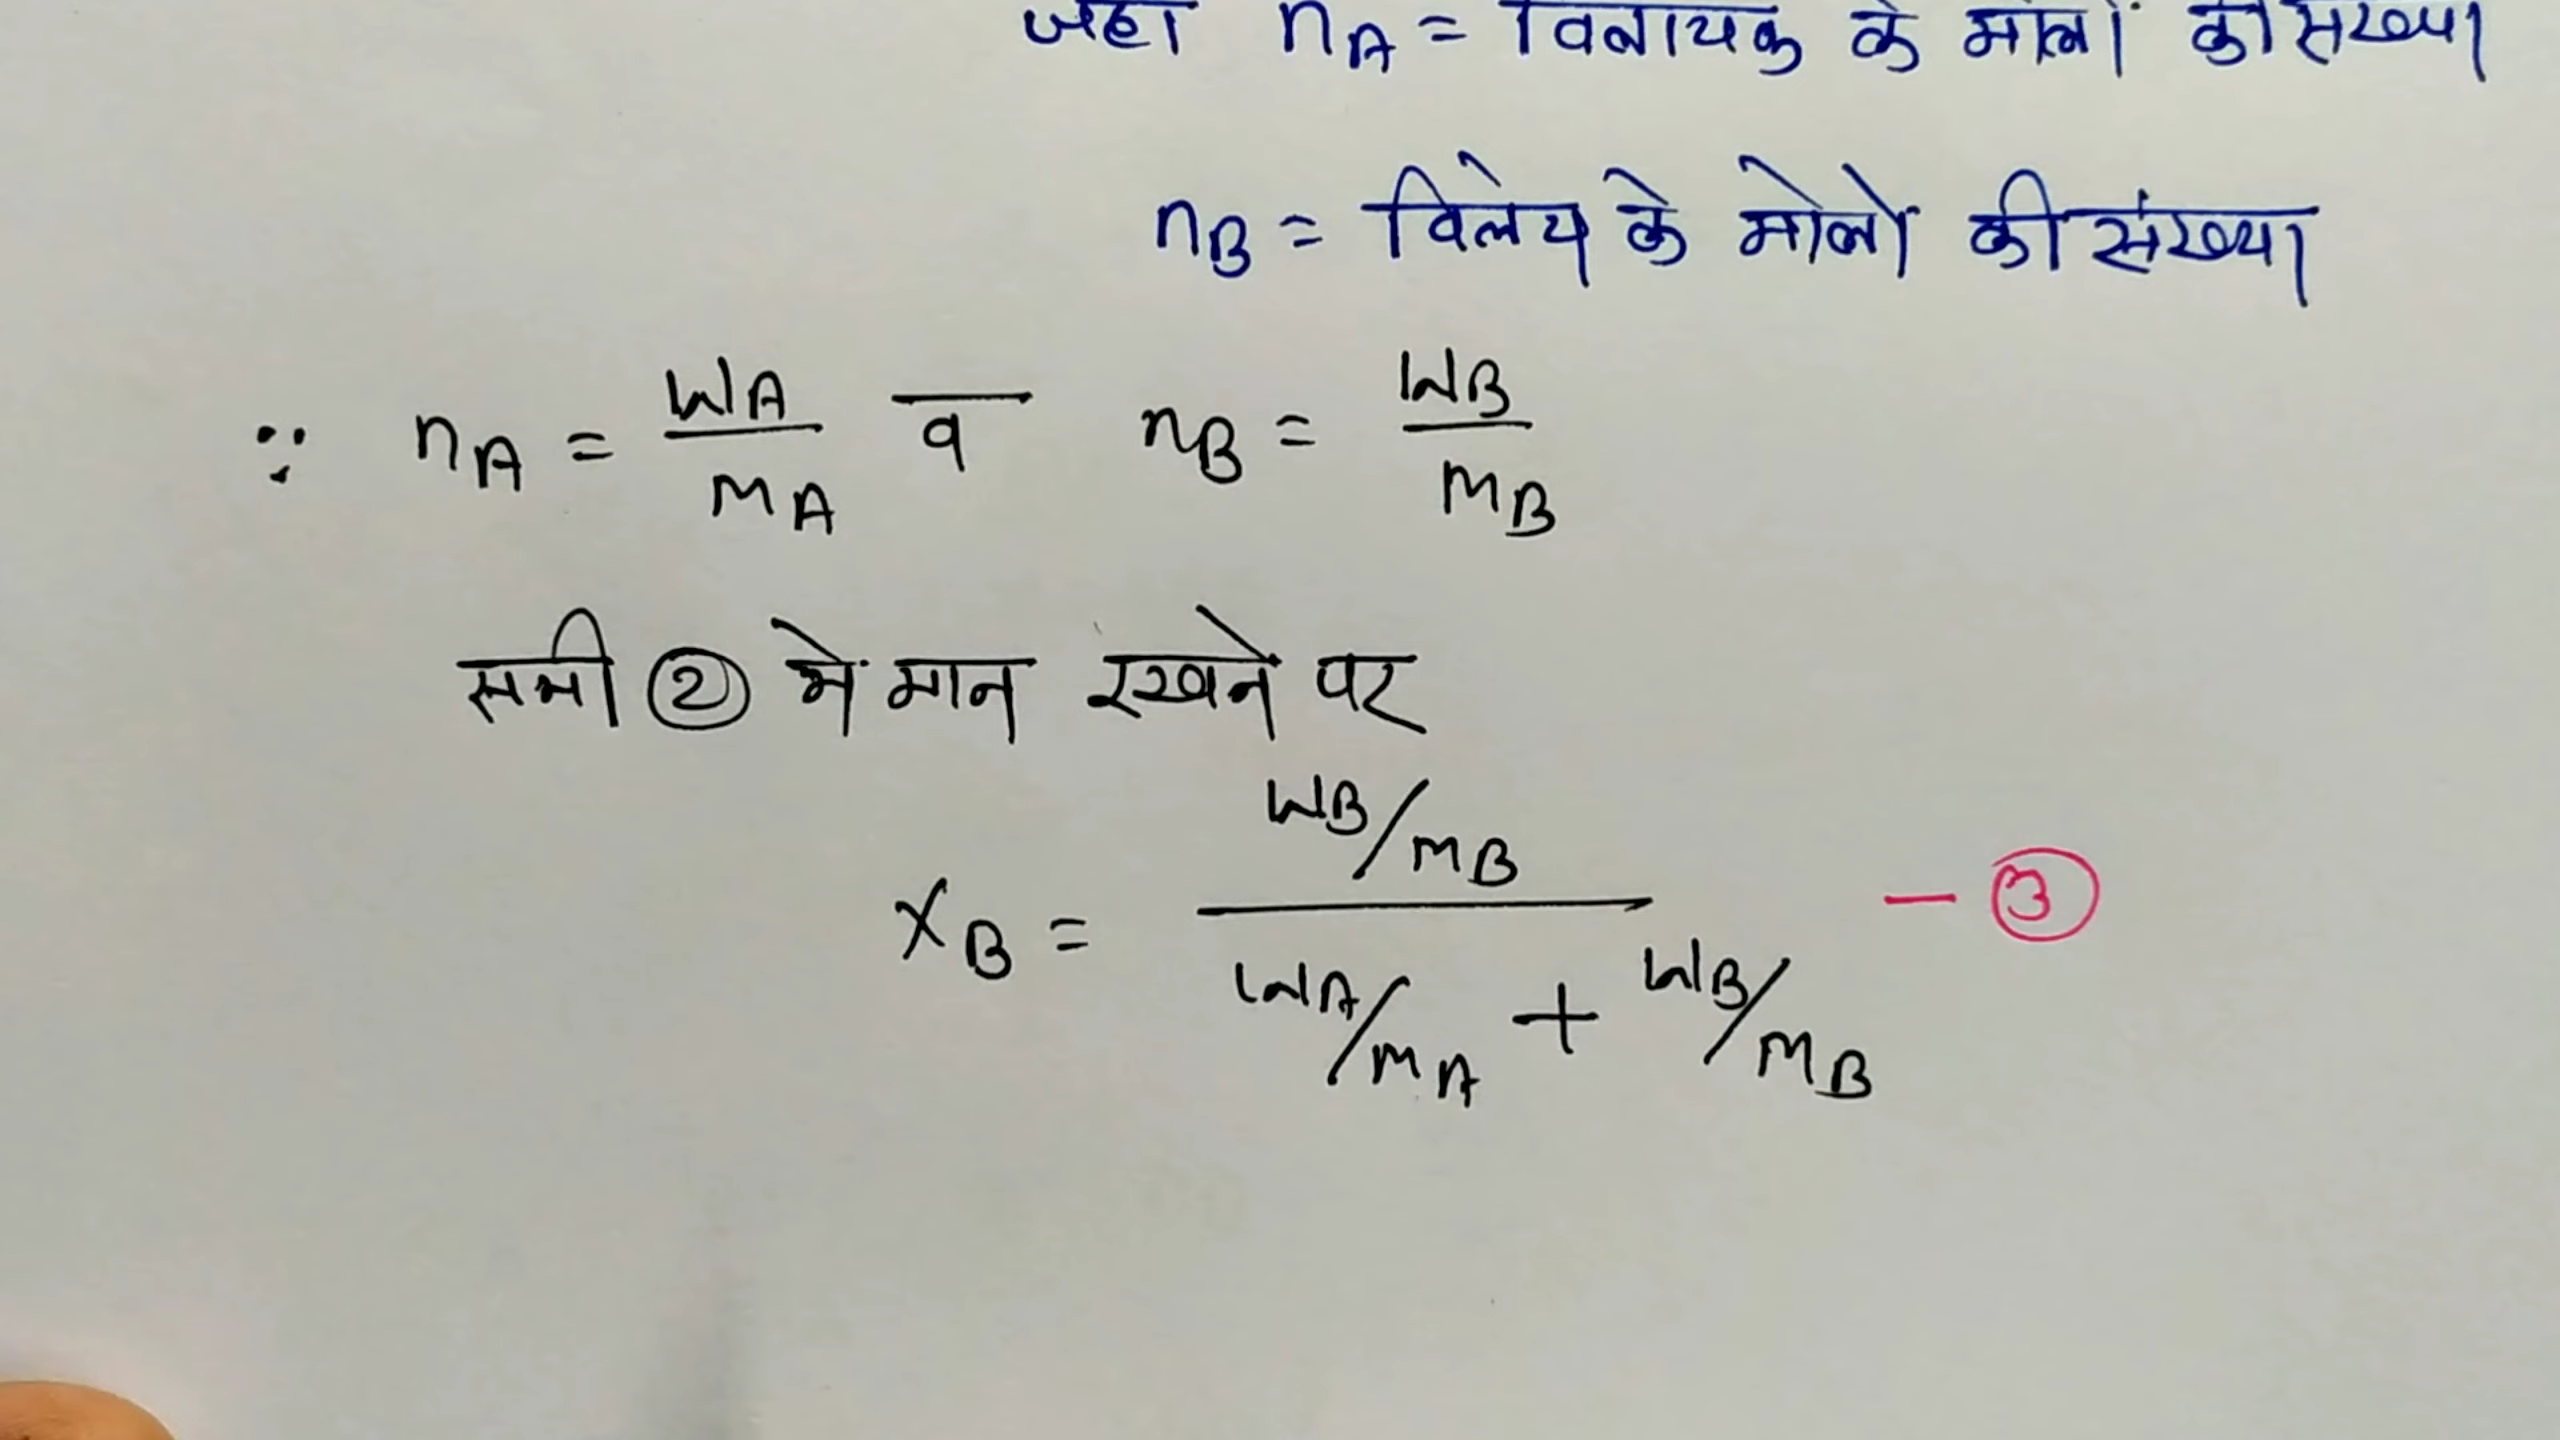 जहाँ nA = विलायक के मोलों की संख्या
nB = विलेय के मोलो की संख्या
∵ nA = WA/MA व nB = WB/MB
समी ② में मान रखने पर
XB = WB/MB / WA/MA + WB/MB - ③